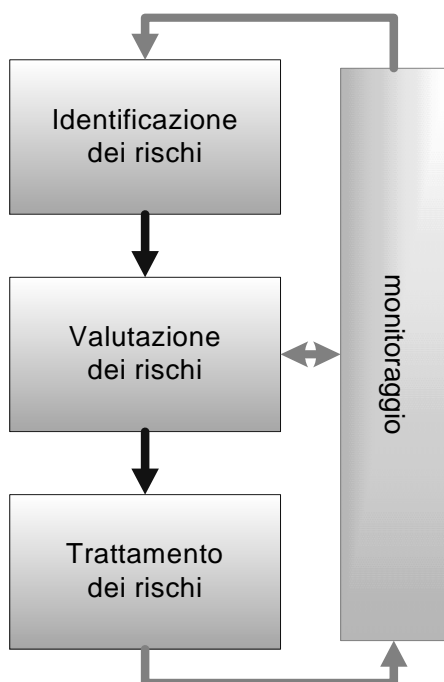 Identificazione
dei rischi
Valutazione
dei rischi
Trattamento
dei rischi
monitoraggio